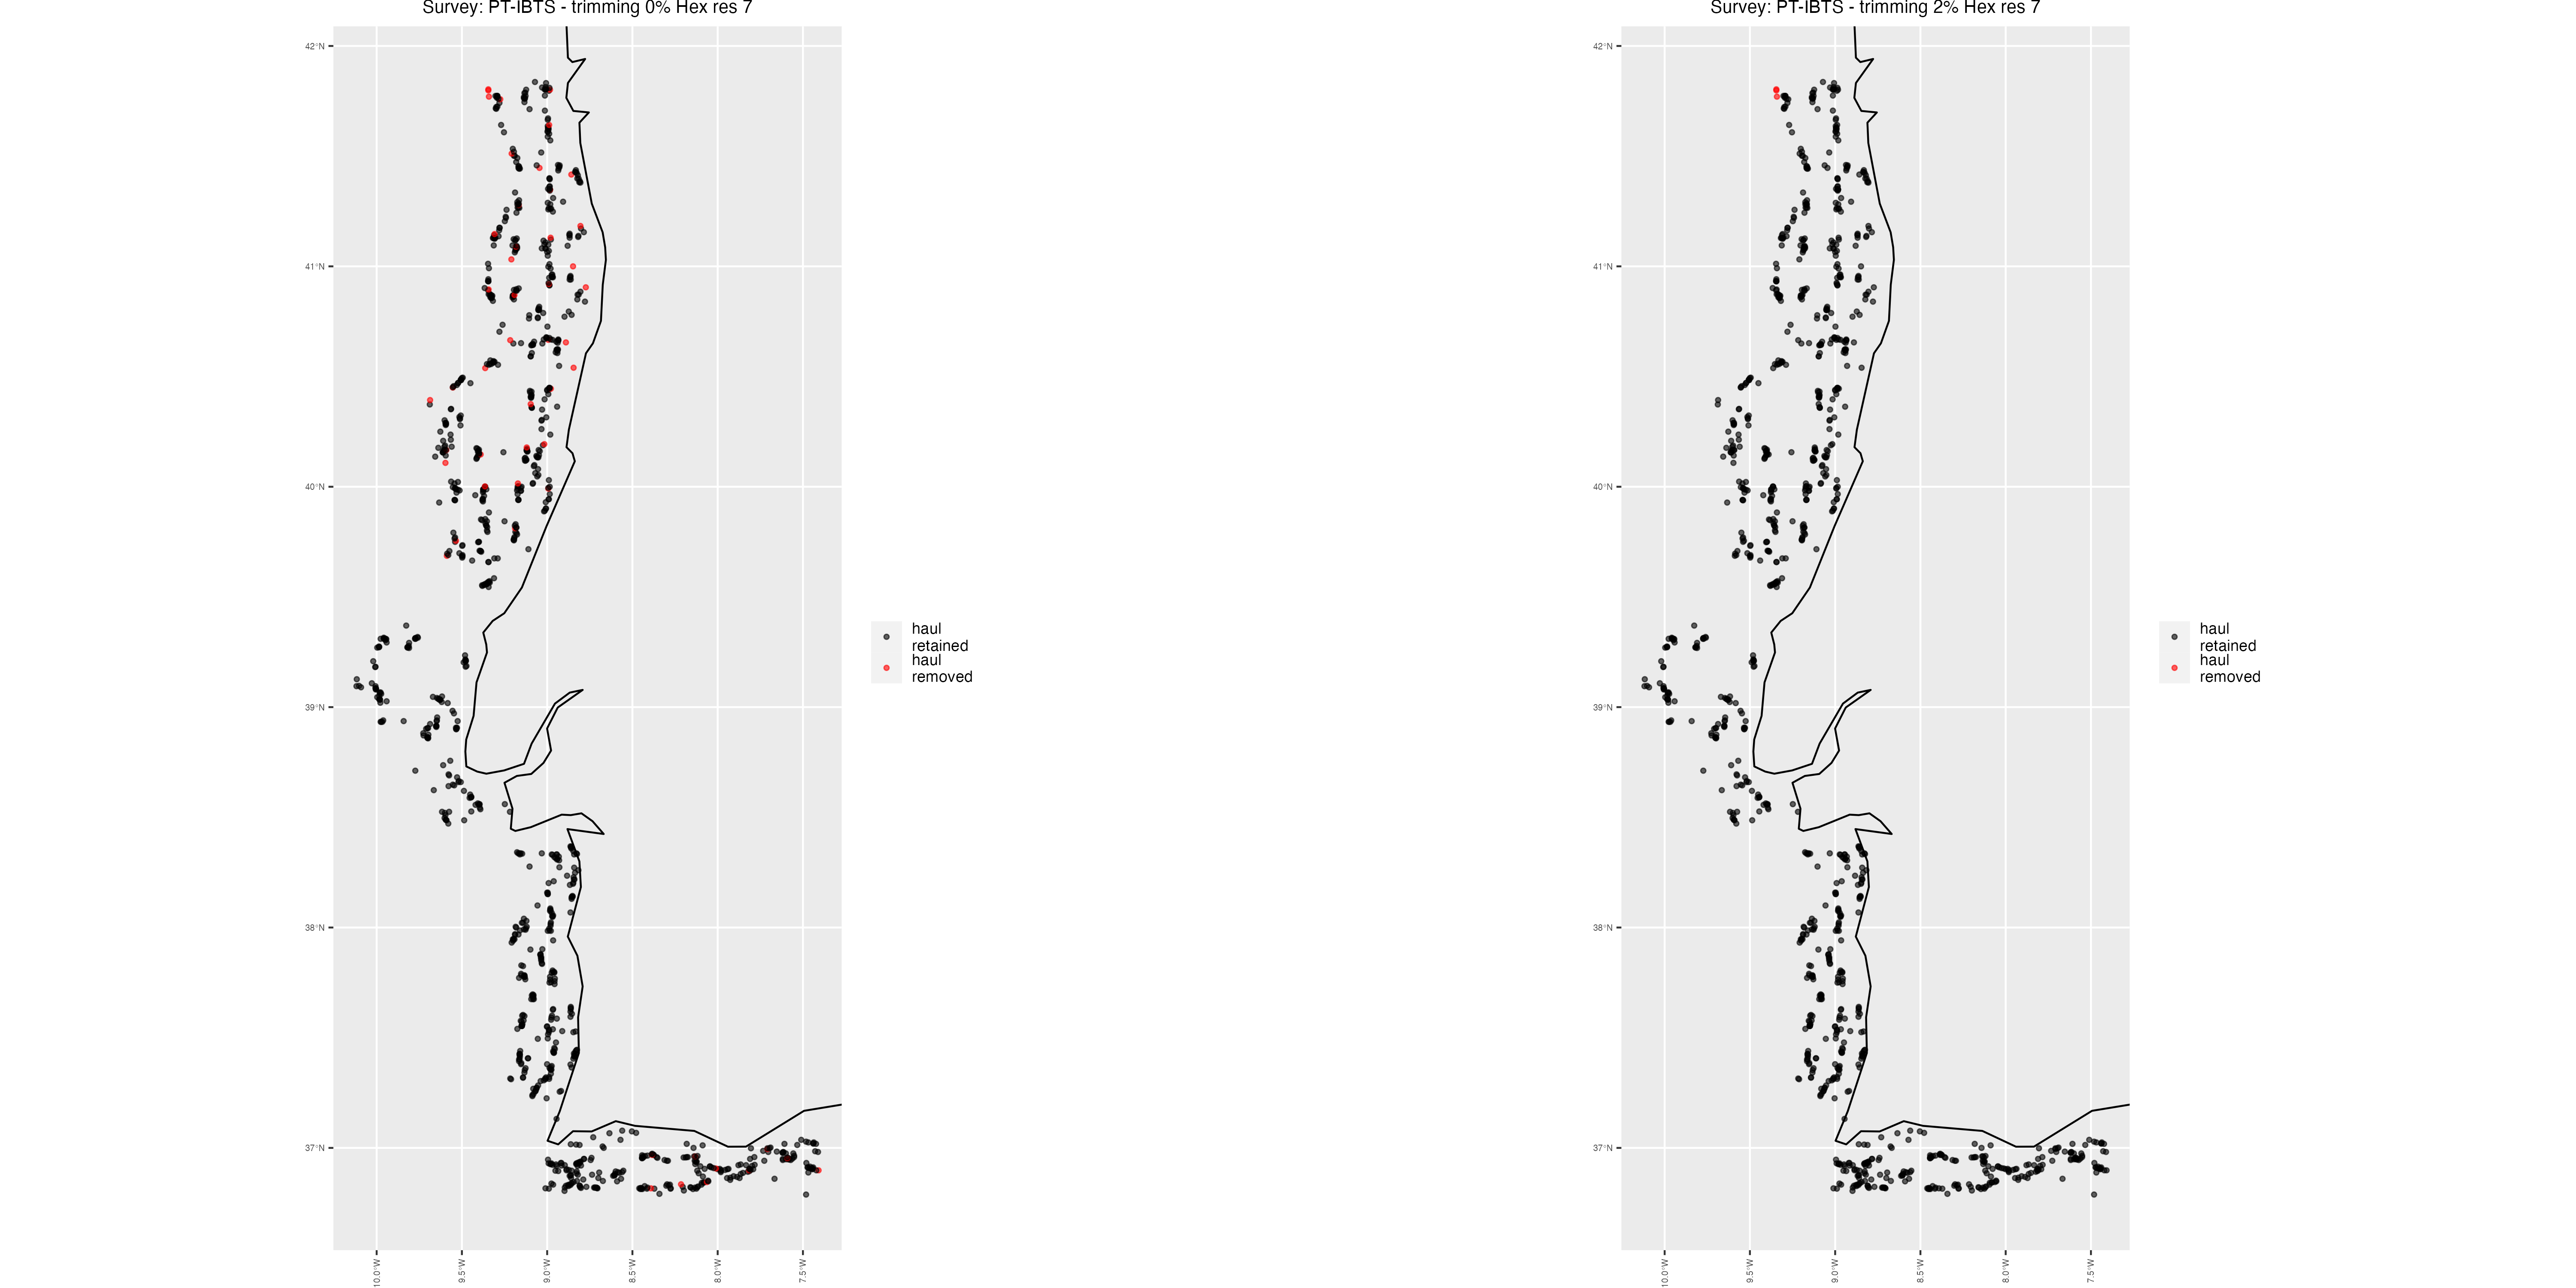 Survey: PT-IBTS - trimming 0% Hex res 7
42°N
41°N
40°N
39°N
38°N
37°N
10.0°W
9.5°W
9.0°W
8.5°W
8.0°W
7.5°W
haul
retained
haul
removed
Survey: PT-IBTS - trimming 2% Hex res 7
42°N
41°N
40°N
39°N
38°N
37°N
10.0°W
9.5°W
9.0°W
8.5°W
8.0°W
7.5°W
haul
retained
haul
removed